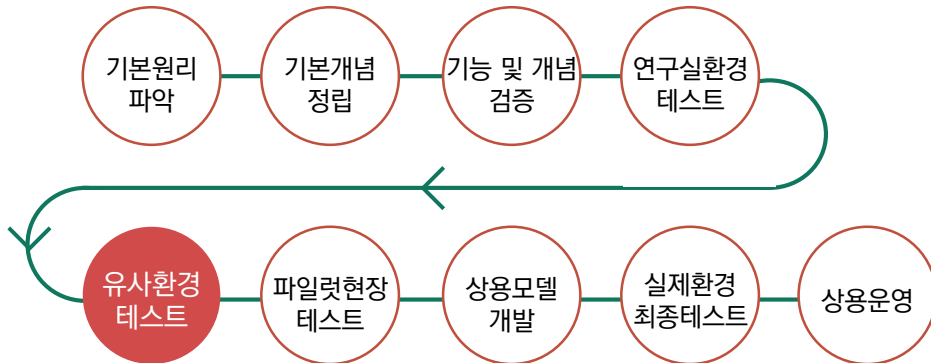 기본원리
파악
기본개념
정립
기능 및 개념
검증
연구실환경
테스트
유사환경
테스트
파일럿현장
테스트
상용모델
개발
실제환경
최종테스트
상용운영